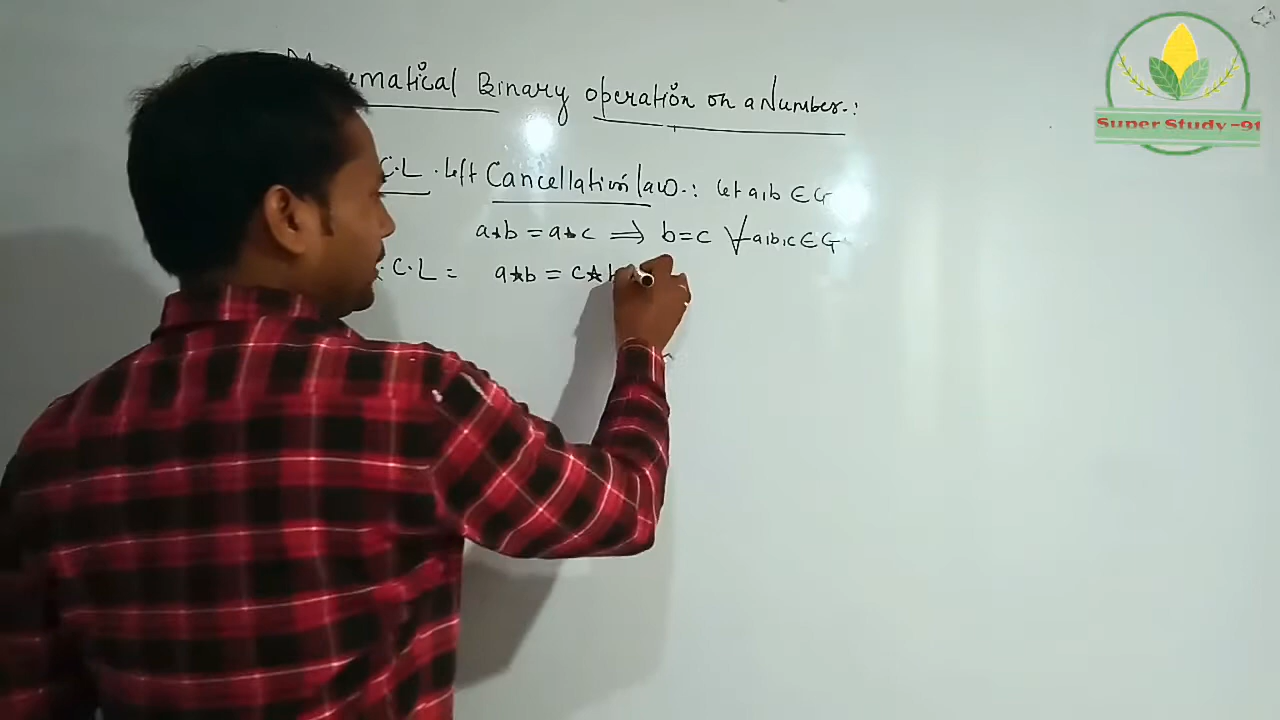 Mathematical Binary operation on a Number :
C.L . left Cancellation law . : let a,b ∈ G
a*b = a*c ⟹ b=c ∀ a,b,c ∈ G
. C. L = a*b = c*b
Super Study -91